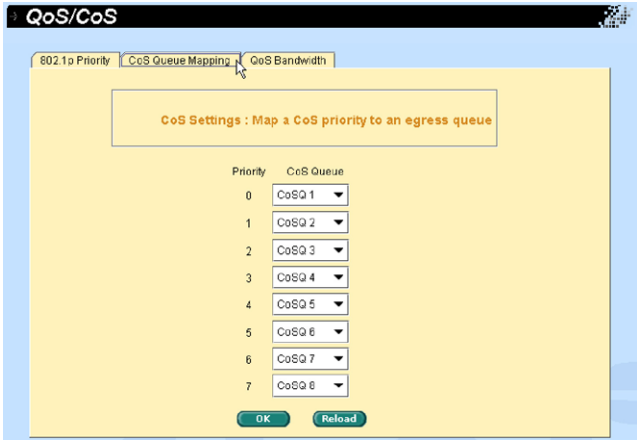 QoS/CoS
802.1p Priority CoS Queue Mapping QoS Bandwidth
CoS Settings : Map a CoS priority to an egress queue
Priority CoS Queue
0 CoSQ 1
1 CoSQ 2
2 CoSQ 3
3 CoSQ 4
4 CoSQ 5
5 CoSQ 6
6 CoSQ 7
7 CoSQ 8
OK Reload